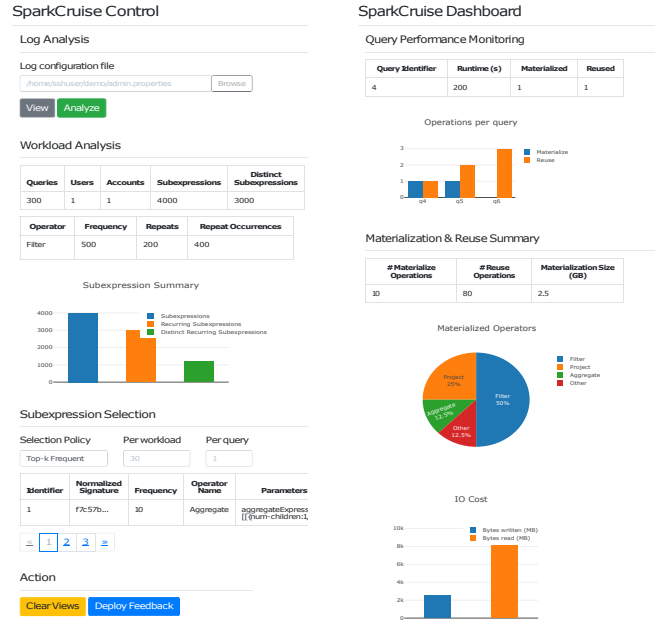 SparkCruise Control
Log Analysis
Log configuration file
/home/sshuser/demo/admin.properties Browse
View Analyze
Workload Analysis
Queries Users Accounts Subexpressions Distinct Subexpressions
300 1 1 4000 3000
Operator Frequency Repeats Repeat Occurrences
Filter 500 200 400
Subexpression Summary
4000
3000
2000
1000
0
Subexpressions
Recurring Subexpressions
Distinct Recurring Subexpressions
Subexpression Selection
Selection Policy Per workload Per query
Top-k Frequent 30 1
Identifier Normalized Signature Frequency Operator Name Parameters
1 f7c57b... 10 Aggregate aggregateExpress
[[{num-children:1,
« 1 2 3 »
Action
Clear Views Deploy Feedback
SparkCruise Dashboard
Query Performance Monitoring
Query Identifier Runtime (s) Materialized Reused
4 200 1 1
Operations per query
3
2
1
0
q4 q5 q6
Materialize
Reuse
Materialization & Reuse Summary
# Materialize Operations # Reuse Operations Materialization Size (GB)
10 80 2.5
Materialized Operators
Project
25%
Filter
50%
Aggregate
12.5%
Other
12.5%
Filter
Project
Aggregate
Other
IO Cost
10k
8k
6k
4k
2k
0
Bytes written (MB)
Bytes read (MB)